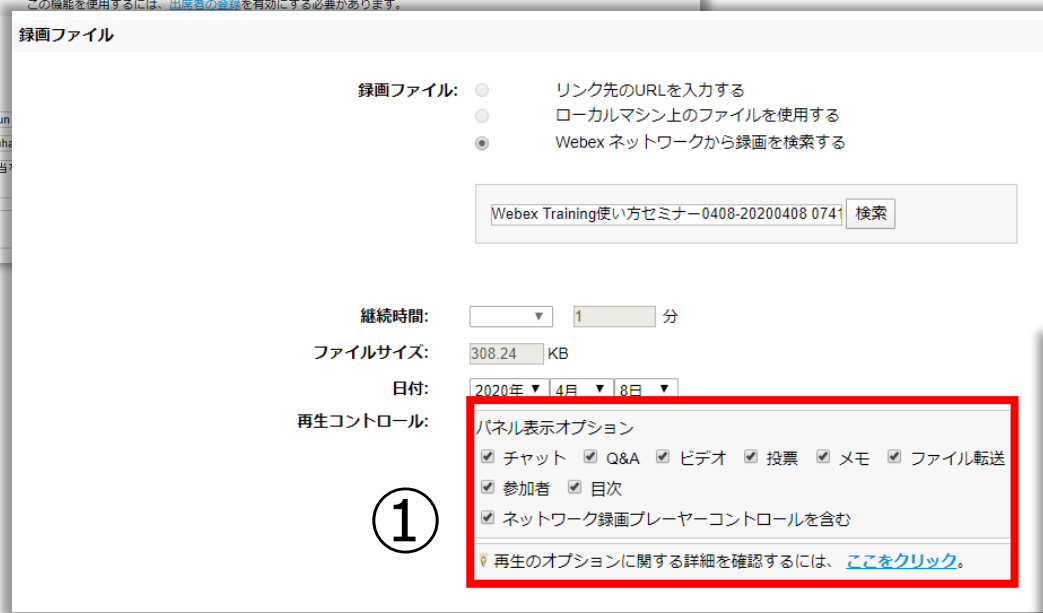 この機能を使用するには、出席者の登録を有効にする必要があります。
録画ファイル
録画ファイル:
リンク先のURLを入力する
ローカルマシン上のファイルを使用する
Webex ネットワークから録画を検索する
Webex Training使い方セミナー0408-20200408 0741 検索
継続時間: 1 分
ファイルサイズ: 308.24 KB
日付: 2020年 4月 8日
再生コントロール:
パネル表示オプション
チャット Q&A ビデオ 投票 メモ ファイル転送
参加者 目次
①
ネットワーク録画プレーヤーコントロールを含む
再生のオプションに関する詳細を確認するには、 ここをクリック。